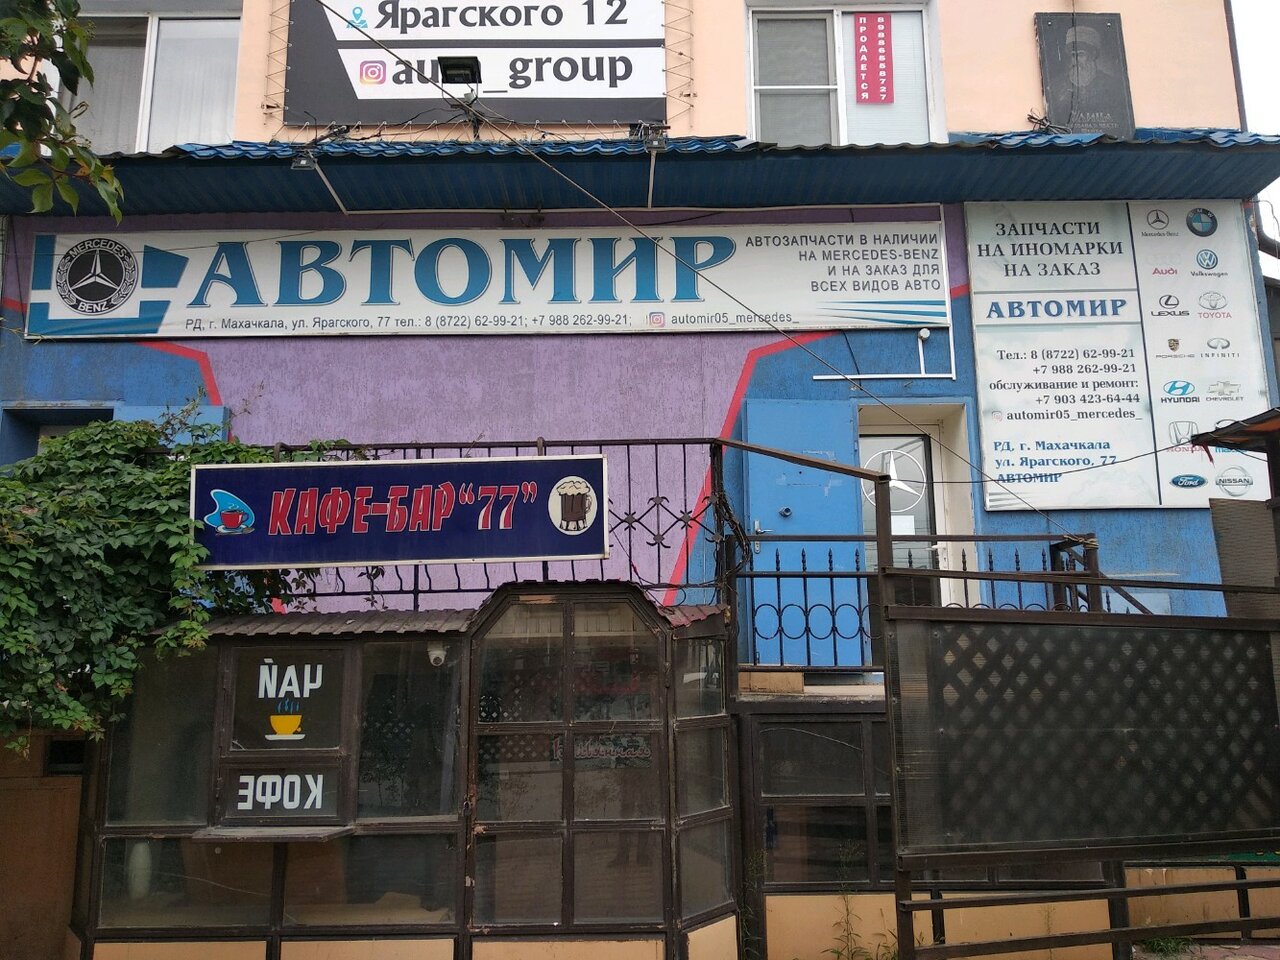 Ярагского 12
_group
ПРОДАЕТСЯ
89886558727
MERCEDES
BENZ
АВТОМИР
АВТОЗАПЧАСТИ В НАЛИЧИИ
НА MERCEDES-BENZ
И НА ЗАКАЗ ДЛЯ
ВСЕХ ВИДОВ АВТО
РД, г. Махачкала, ул. Ярагского, 77 тел.: 8 (8722) 62-99-21; +7 988 262-99-21; automir05_mercedes_
ЗАПЧАСТИ
НА ИНОМАРКИ
НА ЗАКАЗ
АВТОМИР
Тел.: 8 (8722) 62-99-21
+7 988 262-99-21
обслуживание и ремонт:
+7 903 423-64-44
automir05_mercedes_
РД, г. Махачкала
ул. Ярагского, 77
АВТОМИР
Mercedes-Benz
Audi Volkswagen
LEXUS TOYOTA
PORSCHE INFINITI
HYUNDAI CHEVROLET
HONDA
Ford NISSAN
КАФЕ-БАР "77"
ЧАЙ
КОФЕ